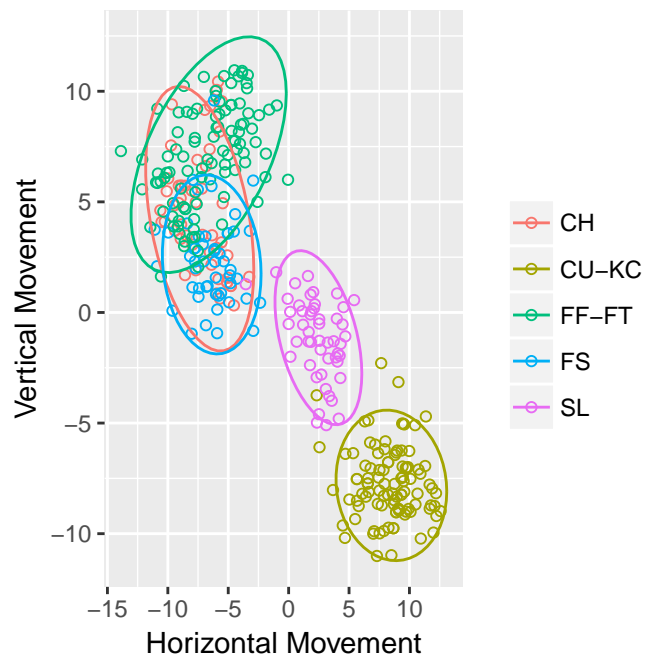 Vertical Movement
10
5
0
−5
−10
−15 −10 −5 0 5 10
Horizontal Movement
CH
CU−KC
FF−FT
FS
SL